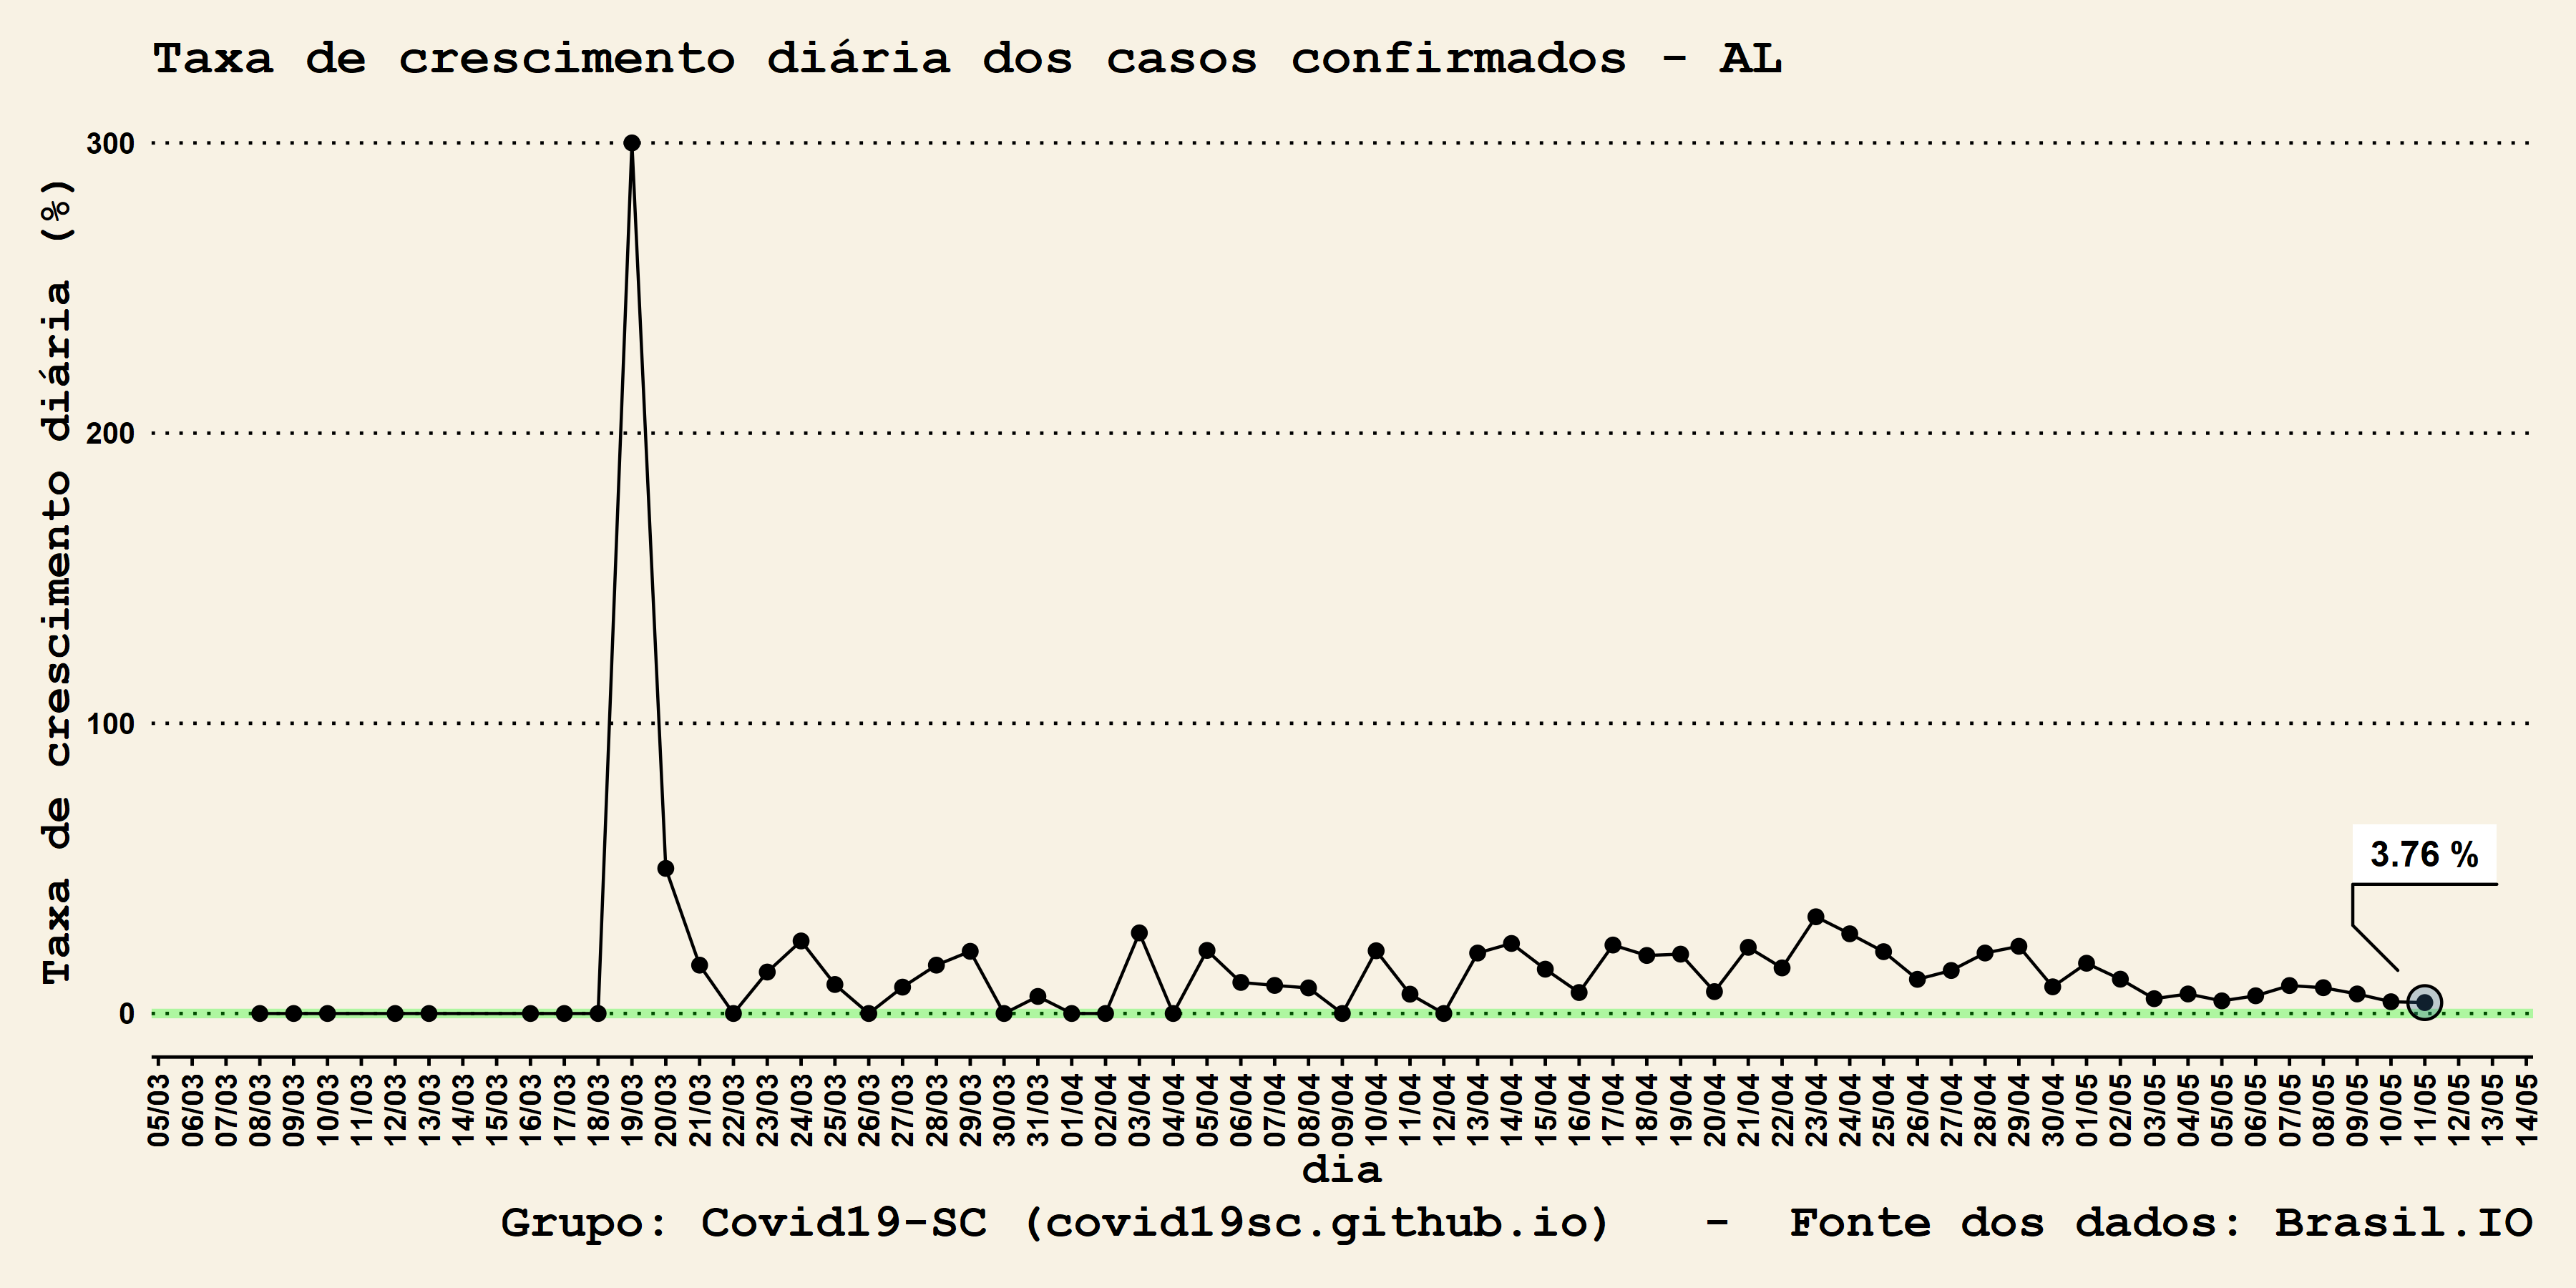 Taxa de crescimento diária dos casos confirmados - AL
Taxa de crescimento diária (%)
300
200
100
0
3.76 %
05/03 06/03 07/03 08/03 09/03 10/03 11/03 12/03 13/03 14/03 15/03 16/03 17/03 18/03 19/03 20/03 21/03 22/03 23/03 24/03 25/03 26/03 27/03 28/03 29/03 30/03 31/03 01/04 02/04 03/04 04/04 05/04 06/04 07/04 08/04 09/04 10/04 11/04 12/04 13/04 14/04 15/04 16/04 17/04 18/04 19/04 20/04 21/04 22/04 23/04 24/04 25/04 26/04 27/04 28/04 29/04 30/04 01/05 02/05 03/05 04/05 05/05 06/05 07/05 08/05 09/05 10/05 11/05 12/05 13/05 14/05
dia
Grupo: Covid19-SC (covid19sc.github.io) - Fonte dos dados: Brasil.IO